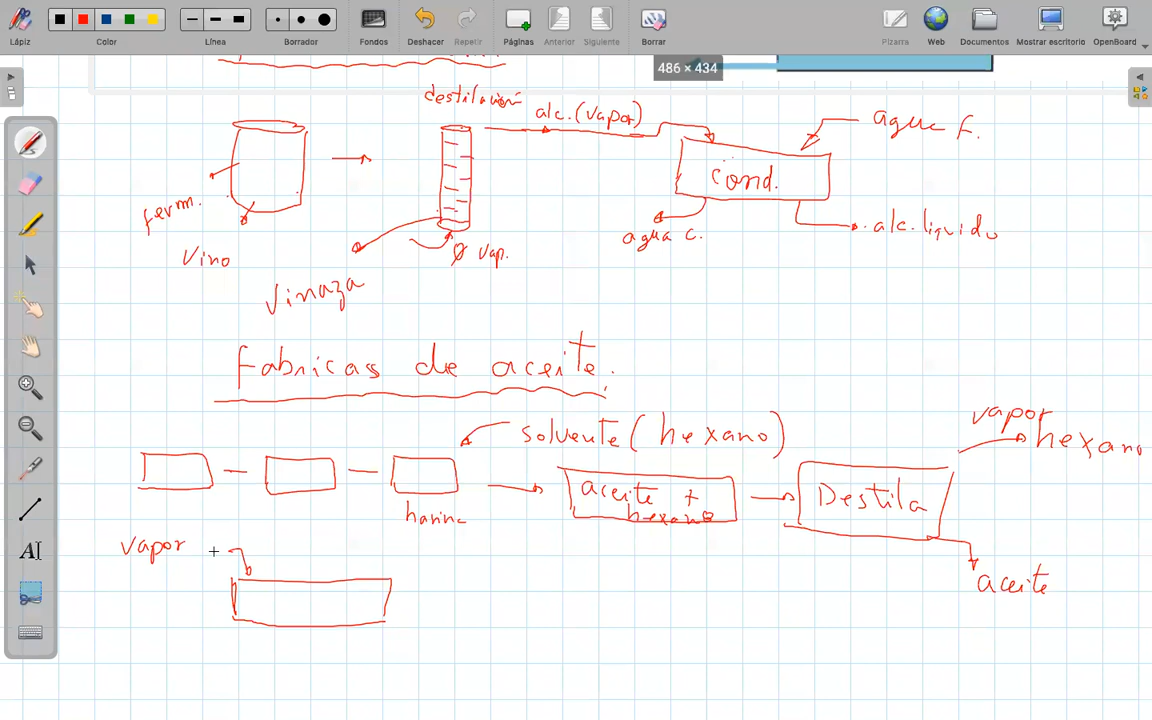 Lápiz
Color
Línea
Borrador
Fondos
Deshacer
Repetir
Páginas
Anterior
Siguiente
Borrar
Pizarra
Web
Documentos
Mostrar escritorio
OpenBoard
486 × 434
destilación
alc. (vapor)
agua f.
cond.
ferm.
vino
vinaza
vap.
agua c.
alc. liquido
fabricas de aceite.
solvente (hexano)
vapor
hexano
aceite +
hexano
Destila
harina
vapor
aceite